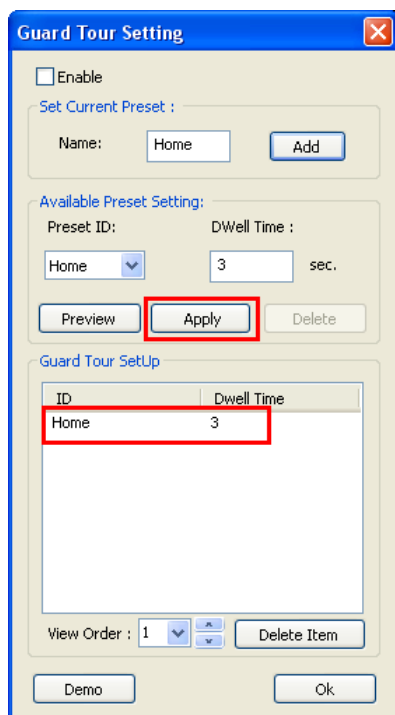 Guard Tour Setting
Enable
Set Current Preset :
Name: Home Add
Available Preset Setting:
Preset ID: DWell Time :
Home 3 sec.
Preview Apply Delete
Guard Tour SetUp
ID Dwell Time
Home 3
View Order : 1 Delete Item
Demo Ok